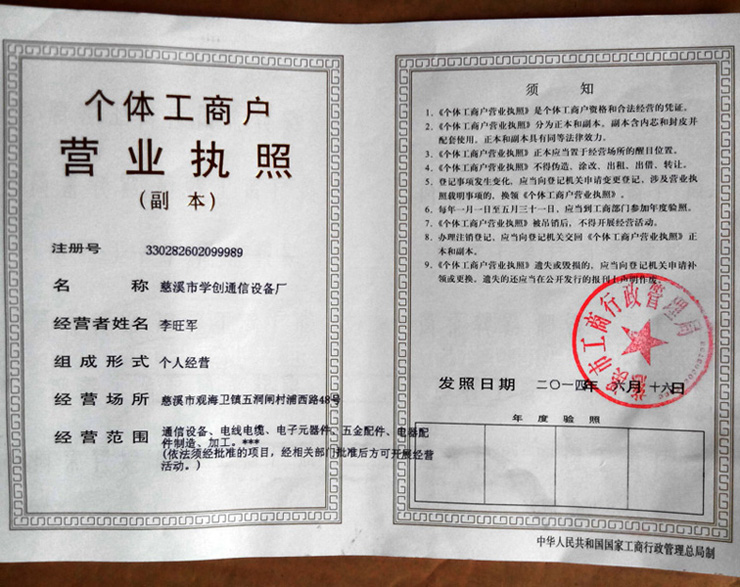 个体工商户
营业执照
(副 本)
注册号 330282602099989
名 称 慈溪市学创通信设备厂
经营者姓名 李旺军
组成形式 个人经营
经营场所 慈溪市观海卫镇五洞闸村浦西路48号
经营范围 通信设备、电线电缆、电子元器件、五金配件、电器配
件制造、加工。***
(依法须经批准的项目，经相关部门批准后方可开展经营
活动。)
须 知
1、《个体工商户营业执照》是个体工商户资格和合法经营的凭证。
2、《个体工商户营业执照》分为正本和副本。副本含内芯和封皮并
配套使用。正本和副本具有同等法律效力。
3、《个体工商户营业执照》正本应当置于经营场所的醒目位置。
4、《个体工商户营业执照》不得伪造、涂改、出租、出借、转让。
5、登记事项发生变化，应当向登记机关申请变更登记，涉及营业执
照载明事项的，换领《个体工商户营业执照》。
6、每年一月一日至五月三十一日，应当到工商部门参加年度验照。
7、《个体工商户营业执照》被吊销后，不得开展经营活动。
8、办理注销登记，应当向登记机关交回《个体工商户营业执照》正
本和副本。
9、《个体工商户营业执照》遗失或毁损的，应当向登记机关申请补
领或更换。遗失的还应当在公开发行的报刊上声明作废。
慈溪市工商行政管理局
发照日期 二〇一四年 六月 十六日
年 度 验 照
中华人民共和国国家工商行政管理总局制